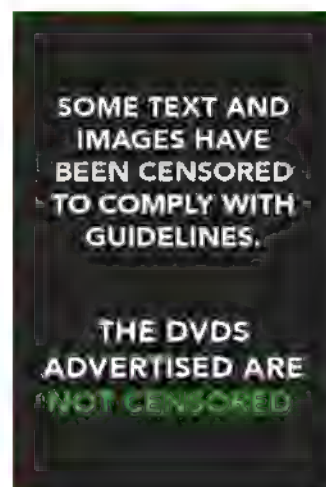 SOME TEXT AND
IMAGES HAVE
BEEN CENSORED
TO COMPLY WITH
GUIDELINES.
THE DVDS
ADVERTISED ARE
NOT CENSORED